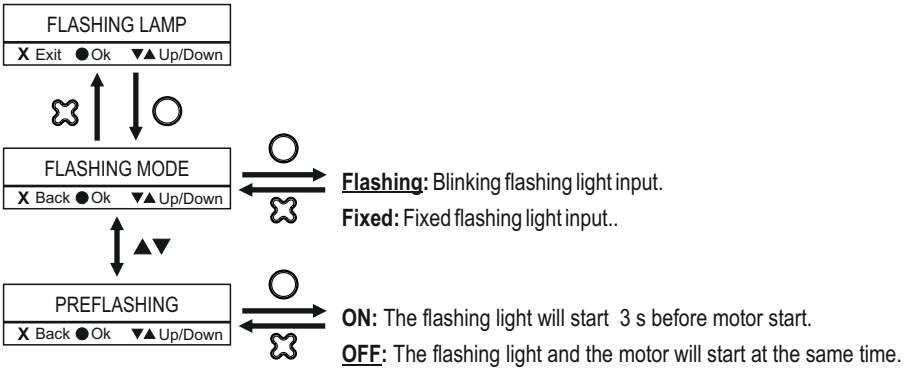 FLASHING LAMP
X Exit ●Ok ▼▲Up/Down
FLASHING MODE
X Back ●Ok ▼▲Up/Down
Flashing: Blinking flashing light input.
Fixed: Fixed flashing light input..
▲▼
PREFLASHING
X Back ●Ok ▼▲Up/Down
ON: The flashing light will start 3 s before motor start.
OFF: The flashing light and the motor will start at the same time.